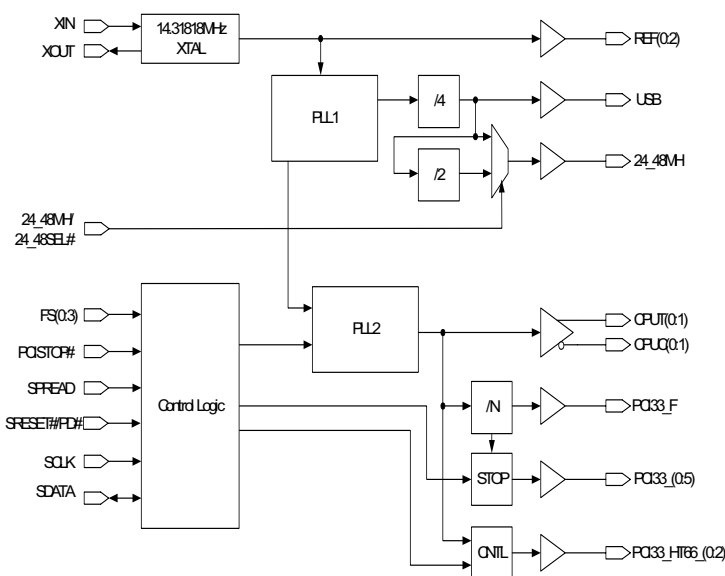 XIN
XOUT
14.31818MHz
XTAL
REF(0:2)
PLL1
/4
USB
/2
24_48MH
24_48MH/
24_48SEL#
FS(0:3)
PCISTOP#
SPREAD
SRESET#/PD#
SCLK
SDATA
Control Logic
PLL2
CPUT(0:1)
CPUC(0:1)
/N
PCI33_F
STOP
PCI33_(0:5)
CNTL
PCI33_HT66_(0:2)